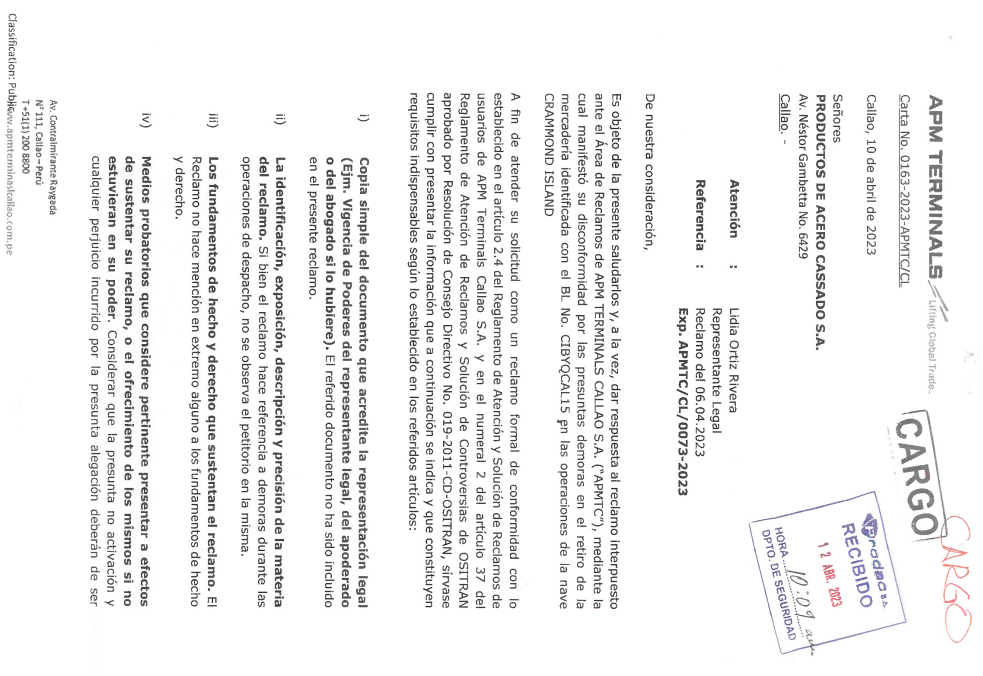 APM TERMINALS
Lifting Global Trade.
CARGO
CARGO
Carta No. 0163-2023-APMTC/CL
Callao, 10 de abril de 2023
Señores
PRODUCTOS DE ACERO CASSADO S.A.
Av. Néstor Gambetta No. 6429
Callao. -
RECIBIDO
12 ABR. 2023
HORA 10:09 am
DPTO. DE SEGURIDAD
Atención : Lidia Ortiz Rivera
Representante Legal
Referencia : Reclamo del 06.04.2023
Exp. APMTC/CL/0073-2023
De nuestra consideración,
Es objeto de la presente saludarlos y, a la vez, dar respuesta al reclamo interpuesto
ante el Área de Reclamos de APM TERMINALS CALLAO S.A. ("APMTC"), mediante la
cual manifestó su disconformidad por las presuntas demoras en el retiro de la
mercadería identificada con el BL No. CIBYQCAL15 en las operaciones de la nave
CRAMMOND ISLAND
A fin de atender su solicitud como un reclamo formal de conformidad con lo
establecido en el artículo 2.4 del Reglamento de Atención y Solución de Reclamos de
usuarios de APM Terminals Callao S.A. y en el numeral 2 del artículo 37 del
Reglamento de Atención de Reclamos y Solución de Controversias de OSITRAN
aprobado por Resolución de Consejo Directivo No. 019-2011-CD-OSITRAN, sirvase
cumplir con presentar la información que a continuación se indica y que constituyen
requisitos indispensables según lo establecido en los referidos artículos:
i) Copia simple del documento que acredite la representación legal
(Ejm. Vigencia de Poderes del representante legal, del apoderado
o del abogado si lo hubiere). El referido documento no ha sido incluido
en el presente reclamo.
ii) La identificación, exposición, descripción y precisión de la materia
del reclamo. Si bien el reclamo hace referencia a demoras durante las
operaciones de despacho, no se observa el petitorio en la misma.
iii) Los fundamentos de hecho y derecho que sustentan el reclamo. El
Reclamo no hace mención en extremo alguno a los fundamentos de hecho
y derecho.
iv) Medios probatorios que considere pertinente presentar a efectos
de sustentar su reclamo, o el ofrecimiento de los mismos si no
estuvieran en su poder. Considerar que la presunta no activación y
cualquier perjuicio incurrido por la presunta alegación deberán de ser
Av. Contralmirante Raygada
N° 111, Callao – Perú
T +51(1) 200 8800
www.apmterminalscallao.com.pe
Classification: Public